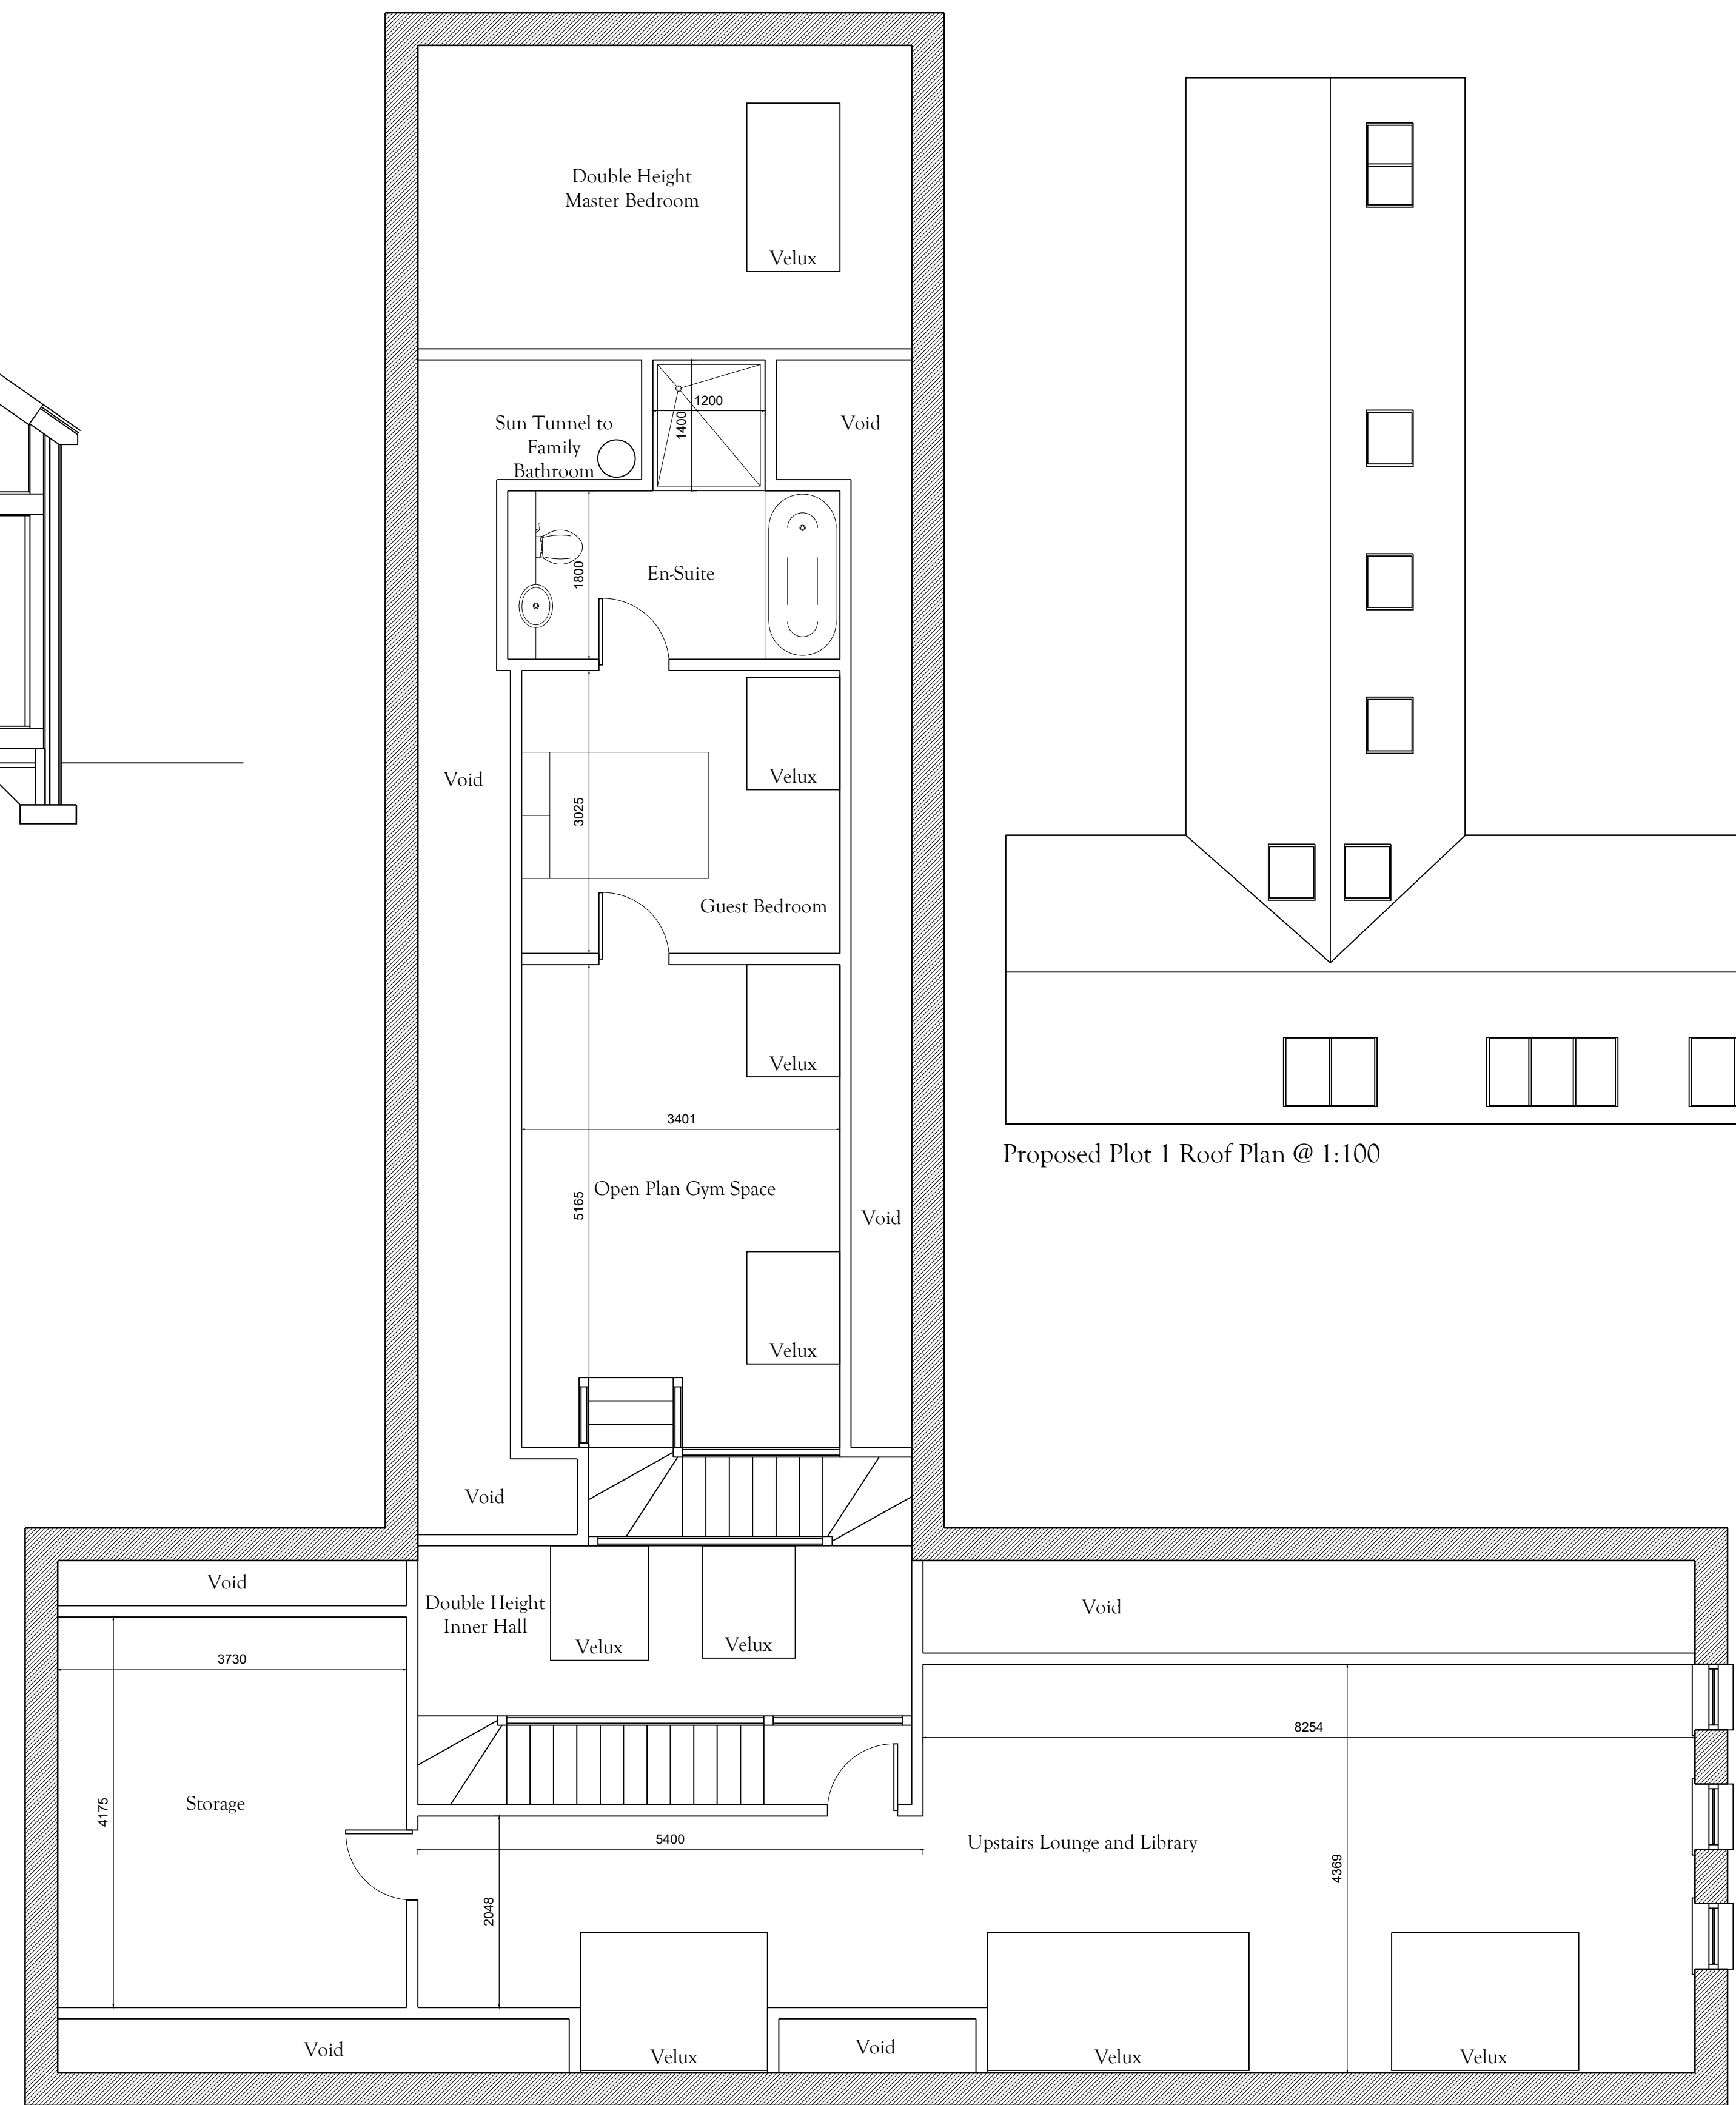 Double Height
Master Bedroom
Velux
1200
1400
Sun Tunnel to
Family
Bathroom
Void
1800
En-Suite
Void
3025
Velux
Guest Bedroom
Velux
3401
5165
Open Plan Gym Space
Void
Velux
Void
Proposed Plot 1 Roof Plan @ 1:100
Void
Double Height
Inner Hall
Velux
Velux
Void
3730
8254
4175
Storage
5400
Upstairs Lounge and Library
4369
2048
Void
Velux
Void
Velux
Velux